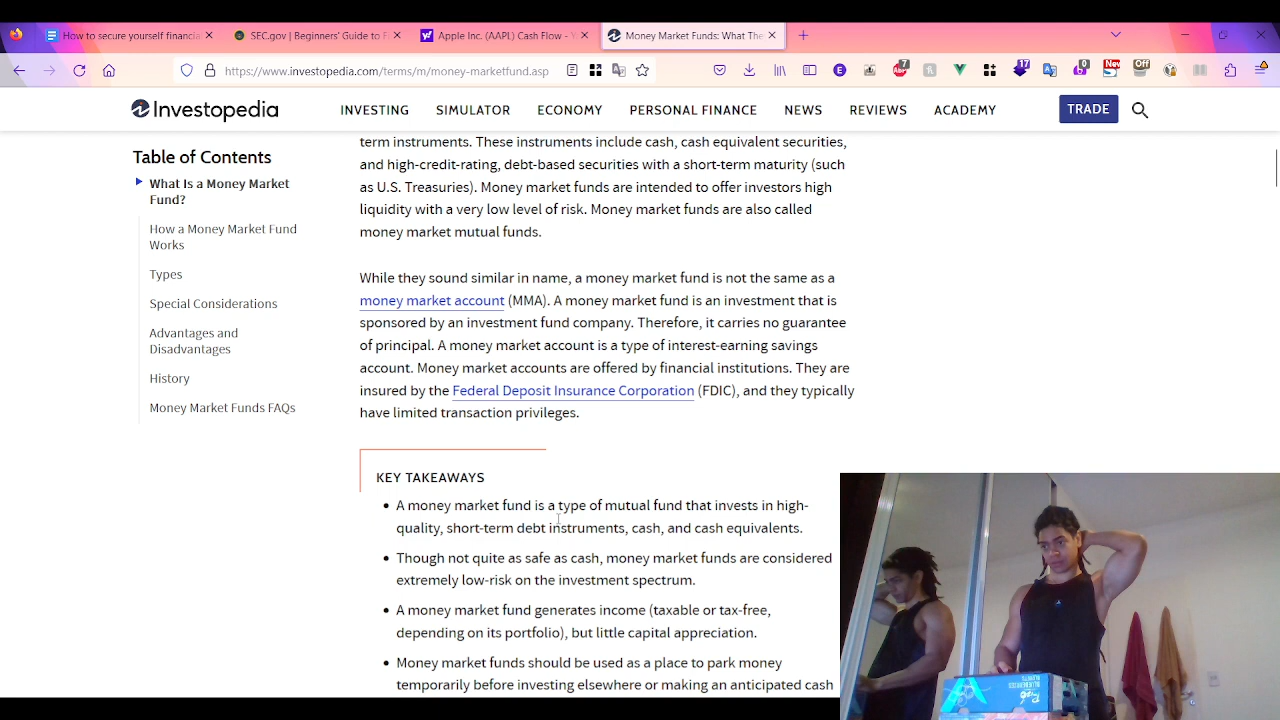 How to secure yourself financi
SEC.gov | Beginners' Guide to F
Apple Inc. (AAPL) Cash Flow - Y
Money Market Funds: What The
https://www.investopedia.com/terms/m/money-marketfund.asp
7
17
0
New
Off
Investopedia
INVESTING
SIMULATOR
ECONOMY
PERSONAL FINANCE
NEWS
REVIEWS
ACADEMY
TRADE
Table of Contents
What Is a Money Market
Fund?
How a Money Market Fund
Works
Types
Special Considerations
Advantages and
Disadvantages
History
Money Market Funds FAQs
term instruments. These instruments include cash, cash equivalent securities,
and high-credit-rating, debt-based securities with a short-term maturity (such
as U.S. Treasuries). Money market funds are intended to offer investors high
liquidity with a very low level of risk. Money market funds are also called
money market mutual funds.
While they sound similar in name, a money market fund is not the same as a
money market account (MMA). A money market fund is an investment that is
sponsored by an investment fund company. Therefore, it carries no guarantee
of principal. A money market account is a type of interest-earning savings
account. Money market accounts are offered by financial institutions. They are
insured by the Federal Deposit Insurance Corporation (FDIC), and they typically
have limited transaction privileges.
KEY TAKEAWAYS
• A money market fund is a type of mutual fund that invests in high-
quality, short-term debt instruments, cash, and cash equivalents.
• Though not quite as safe as cash, money market funds are considered
extremely low-risk on the investment spectrum.
• A money market fund generates income (taxable or tax-free,
depending on its portfolio), but little capital appreciation.
• Money market funds should be used as a place to park money
temporarily before investing elsewhere or making an anticipated cash